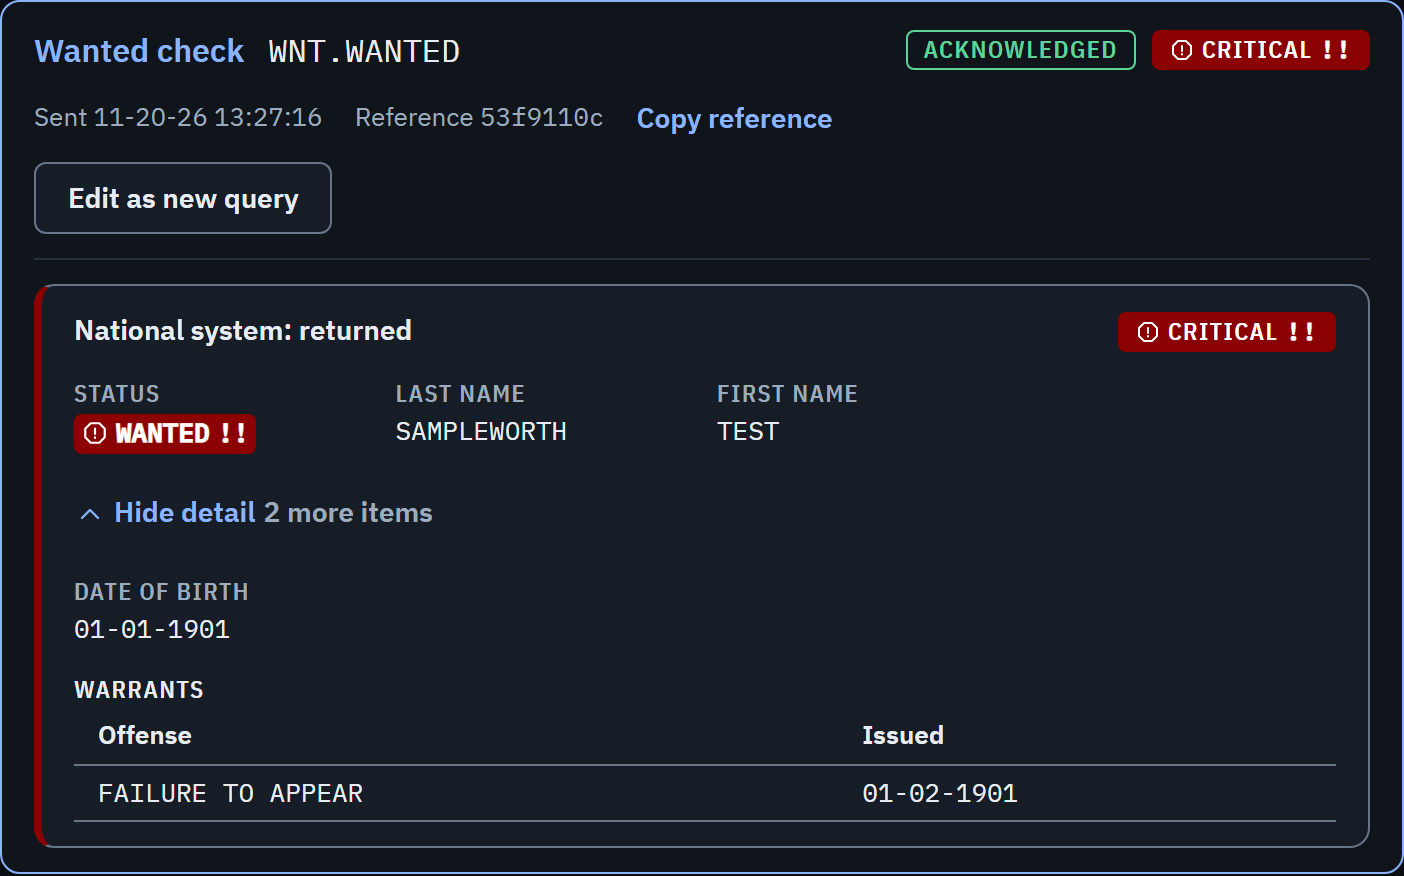 Wanted check WNT.WANTED ACKNOWLEDGED CRITICAL !!
Sent 11-20-26 13:27:16 Reference 53f9110c Copy reference
Edit as new query
National system: returned CRITICAL !!
STATUS LAST NAME FIRST NAME
WANTED !! SAMPLEWORTH TEST
Hide detail 2 more items
DATE OF BIRTH
01-01-1901
WARRANTS
Offense Issued
FAILURE TO APPEAR 01-02-1901